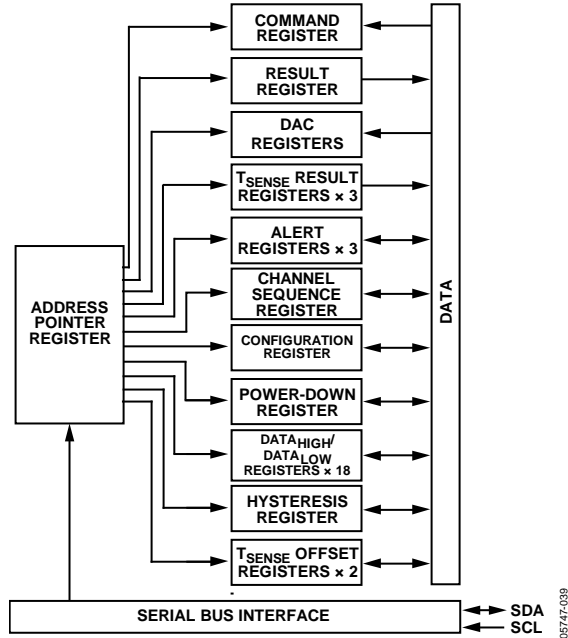 COMMAND
REGISTER
RESULT
REGISTER
DAC
REGISTERS
TSENSE RESULT
REGISTERS × 3
ALERT
REGISTERS × 3
CHANNEL
SEQUENCE
REGISTER
CONFIGURATION
REGISTER
POWER-DOWN
REGISTER
DATAHIGH/
DATALOW
REGISTERS × 18
HYSTERESIS
REGISTER
TSENSE OFFSET
REGISTERS × 2
ADDRESS
POINTER
REGISTER
DATA
SERIAL BUS INTERFACE
SDA
SCL
05747-039